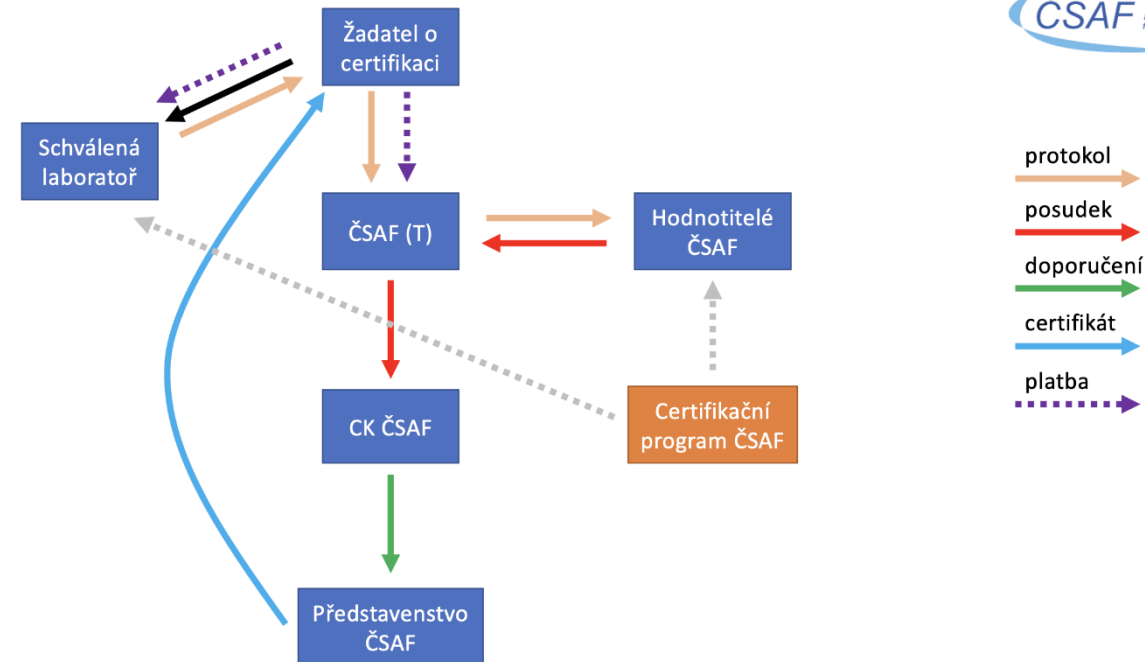 Žadatel o
certifikaci
ČSAF
Schválená
laboratoř
ČSAF (T)
Hodnotitelé
ČSAF
CK ČSAF
Certifikační
program ČSAF
Představenstvo
ČSAF
protokol
posudek
doporučení
certifikát
platba